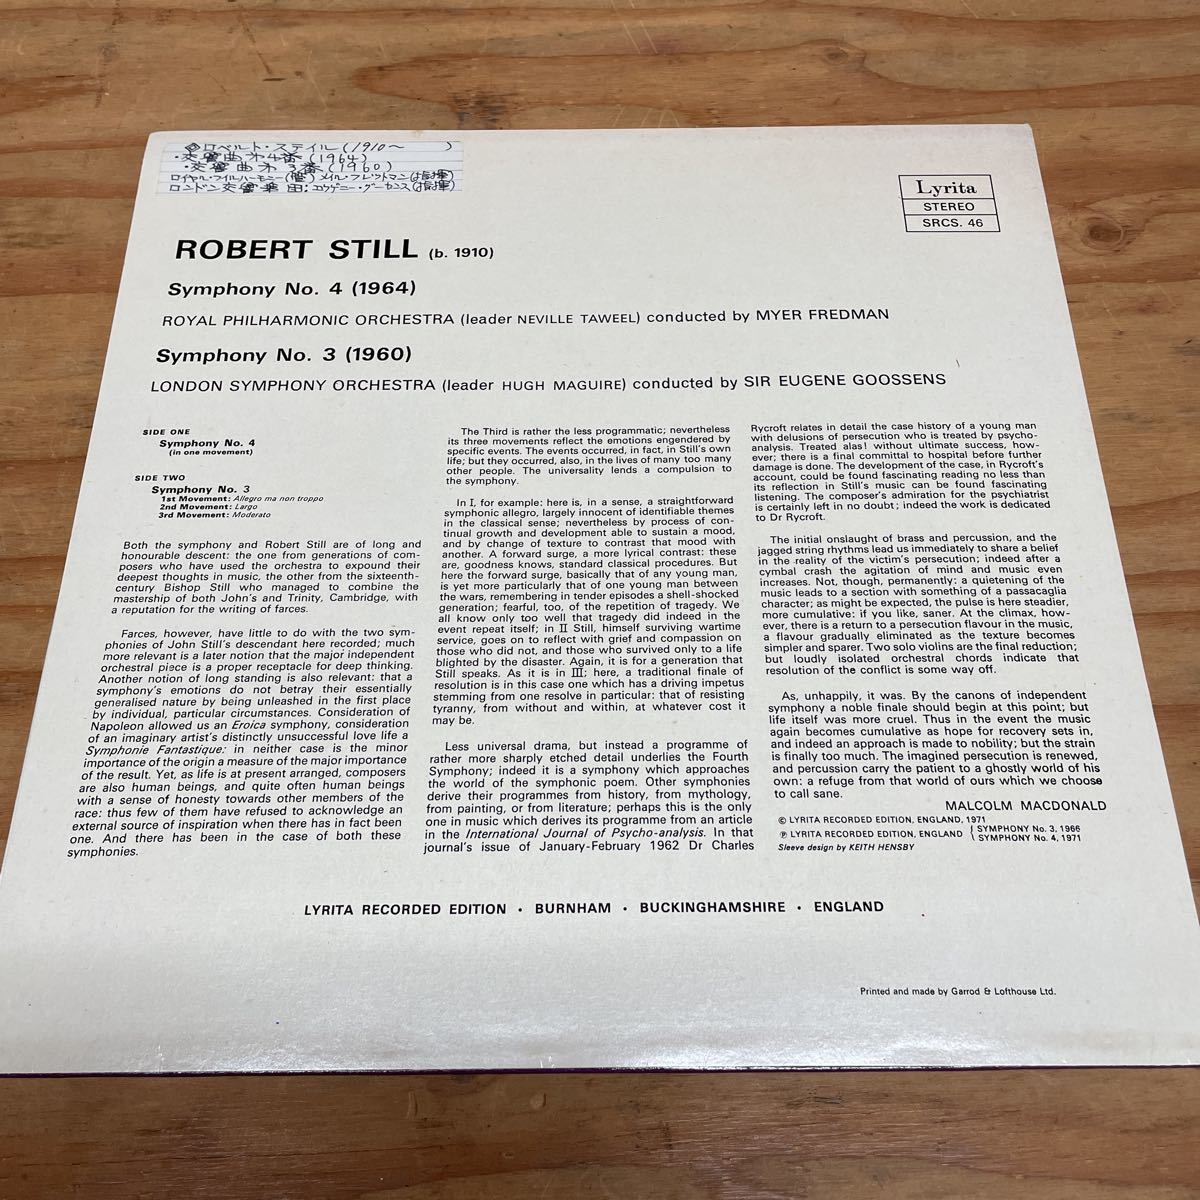 ◎ロベルト・スティル(1910〜 )
・交響曲第4番(1964)
・交響曲第3番(1960)
ロイヤル・フィルハーモニー(管)メイル・フレットマン(指揮)
ロンドン交響楽団:ユウゲニー・グーセンス(指揮)
Lyrita
STEREO
SRCS. 46
ROBERT STILL (b. 1910)
Symphony No. 4 (1964)
ROYAL PHILHARMONIC ORCHESTRA (leader NEVILLE TAWEEL) conducted by MYER FREDMAN
Symphony No. 3 (1960)
LONDON SYMPHONY ORCHESTRA (leader HUGH MAGUIRE) conducted by SIR EUGENE GOOSSENS
SIDE ONE
Symphony No. 4
(in one movement)
SIDE TWO
Symphony No. 3
1st Movement: Allegro ma non troppo
2nd Movement: Largo
3rd Movement: Moderato
Both the symphony and Robert Still are of long and
honourable descent: the one from generations of com-
posers who have used the orchestra to expound their
deepest thoughts in music, the other from the sixteenth-
century Bishop Still who managed to combine the
mastership of both John's and Trinity, Cambridge, with
a reputation for the writing of farces.
Farces, however, have little to do with the two sym-
phonies of John Still's descendant here recorded; much
more relevant is a later notion that the major independent
orchestral piece is a proper receptacle for deep thinking.
Another notion of long standing is also relevant: that a
symphony's emotions do not betray their essentially
generalised nature by being unleashed in the first place
by individual, particular circumstances. Consideration of
Napoleon allowed us an Eroica symphony, consideration
of an imaginary artist's distinctly unsuccessful love life a
Symphonie Fantastique: in neither case is the minor
importance of the origin a measure of the major importance
of the result. Yet, as life is at present arranged, composers
are also human beings, and quite often human beings
with a sense of honesty towards other members of the
race: thus few of them have refused to acknowledge an
external source of inspiration when there has in fact been
one. And there has been in the case of both these
symphonies.
The Third is rather the less programmatic; nevertheless
its three movements reflect the emotions engendered by
specific events. The events occurred, in fact, in Still's own
life; but they occurred, also, in the lives of many too many
other people. The universality lends a compulsion to
the symphony.
In I, for example: here is, in a sense, a straightforward
symphonic allegro, largely innocent of identifiable themes
in the classical sense; nevertheless by process of con-
tinual growth and development able to sustain a mood,
and by change of texture to contrast that mood with
another. A forward surge, a more lyrical contrast: these
are, goodness knows, standard classical procedures. But
here the forward surge, basically that of any young man,
is yet more particularly that of one young man between
the wars, remembering in tender episodes a shell-shocked
generation; fearful, too, of the repetition of tragedy. We
all know only too well that tragedy did indeed in the
event repeat itself; in II Still, himself surviving wartime
service, goes on to reflect with grief and compassion on
those who did not, and those who survived only to a life
blighted by the disaster. Again, it is for a generation that
Still speaks. As it is in III; here, a traditional finale of
resolution is in this case one which has a driving impetus
stemming from one resolve in particular: that of resisting
tyranny, from without and within, at whatever cost it
may be.
Less universal drama, but instead a programme of
rather more sharply etched detail underlies the Fourth
Symphony; indeed it is a symphony which approaches
the world of the symphonic poem. Other symphonies
derive their programmes from history, from mythology,
from painting, or from literature; perhaps this is the only
one in music which derives its programme from an article
in the International Journal of Psycho-analysis. In that
journal's issue of January-February 1962 Dr Charles
Rycroft relates in detail the case history of a young man
with delusions of persecution who is treated by psycho-
analysis. Treated alas! without ultimate success, how-
ever; there is a final committal to hospital before further
damage is done. The development of the case, in Rycroft's
account, could be found fascinating reading no less than
its reflection in Still's music can be found fascinating
listening. The composer's admiration for the psychiatrist
is certainly left in no doubt; indeed the work is dedicated
to Dr Rycroft.
The initial onslaught of brass and percussion, and the
jagged string rhythms lead us immediately to share a belief
in the reality of the victim's persecution; indeed after a
cymbal crash the agitation of mind and music even
increases. Not, though, permanently: a quietening of the
music leads to a section with something of a passacaglia
character; as might be expected, the pulse is here steadier,
more cumulative: if you like, saner. At the climax, how-
ever, there is a return to a persecution flavour in the music,
a flavour gradually eliminated as the texture becomes
simpler and sparer. Two solo violins are the final reduction;
but loudly isolated orchestral chords indicate that
resolution of the conflict is some way off.
As, unhappily, it was. By the canons of independent
symphony a noble finale should begin at this point; but
life itself was more cruel. Thus in the event the music
again becomes cumulative as hope for recovery sets in,
and indeed an approach is made to nobility; but the strain
is finally too much. The imagined persecution is renewed,
and percussion carry the patient to a ghostly world of his
own: a refuge from that world of ours which we choose
to call sane.
MALCOLM MACDONALD
© LYRITA RECORDED EDITION, ENGLAND, 1971
℗ LYRITA RECORDED EDITION, ENGLAND { SYMPHONY No. 3, 1966
SYMPHONY No. 4, 1971
Sleeve design by KEITH HENSBY
LYRITA RECORDED EDITION · BURNHAM · BUCKINGHAMSHIRE · ENGLAND
Printed and made by Garrod & Lofthouse Ltd.